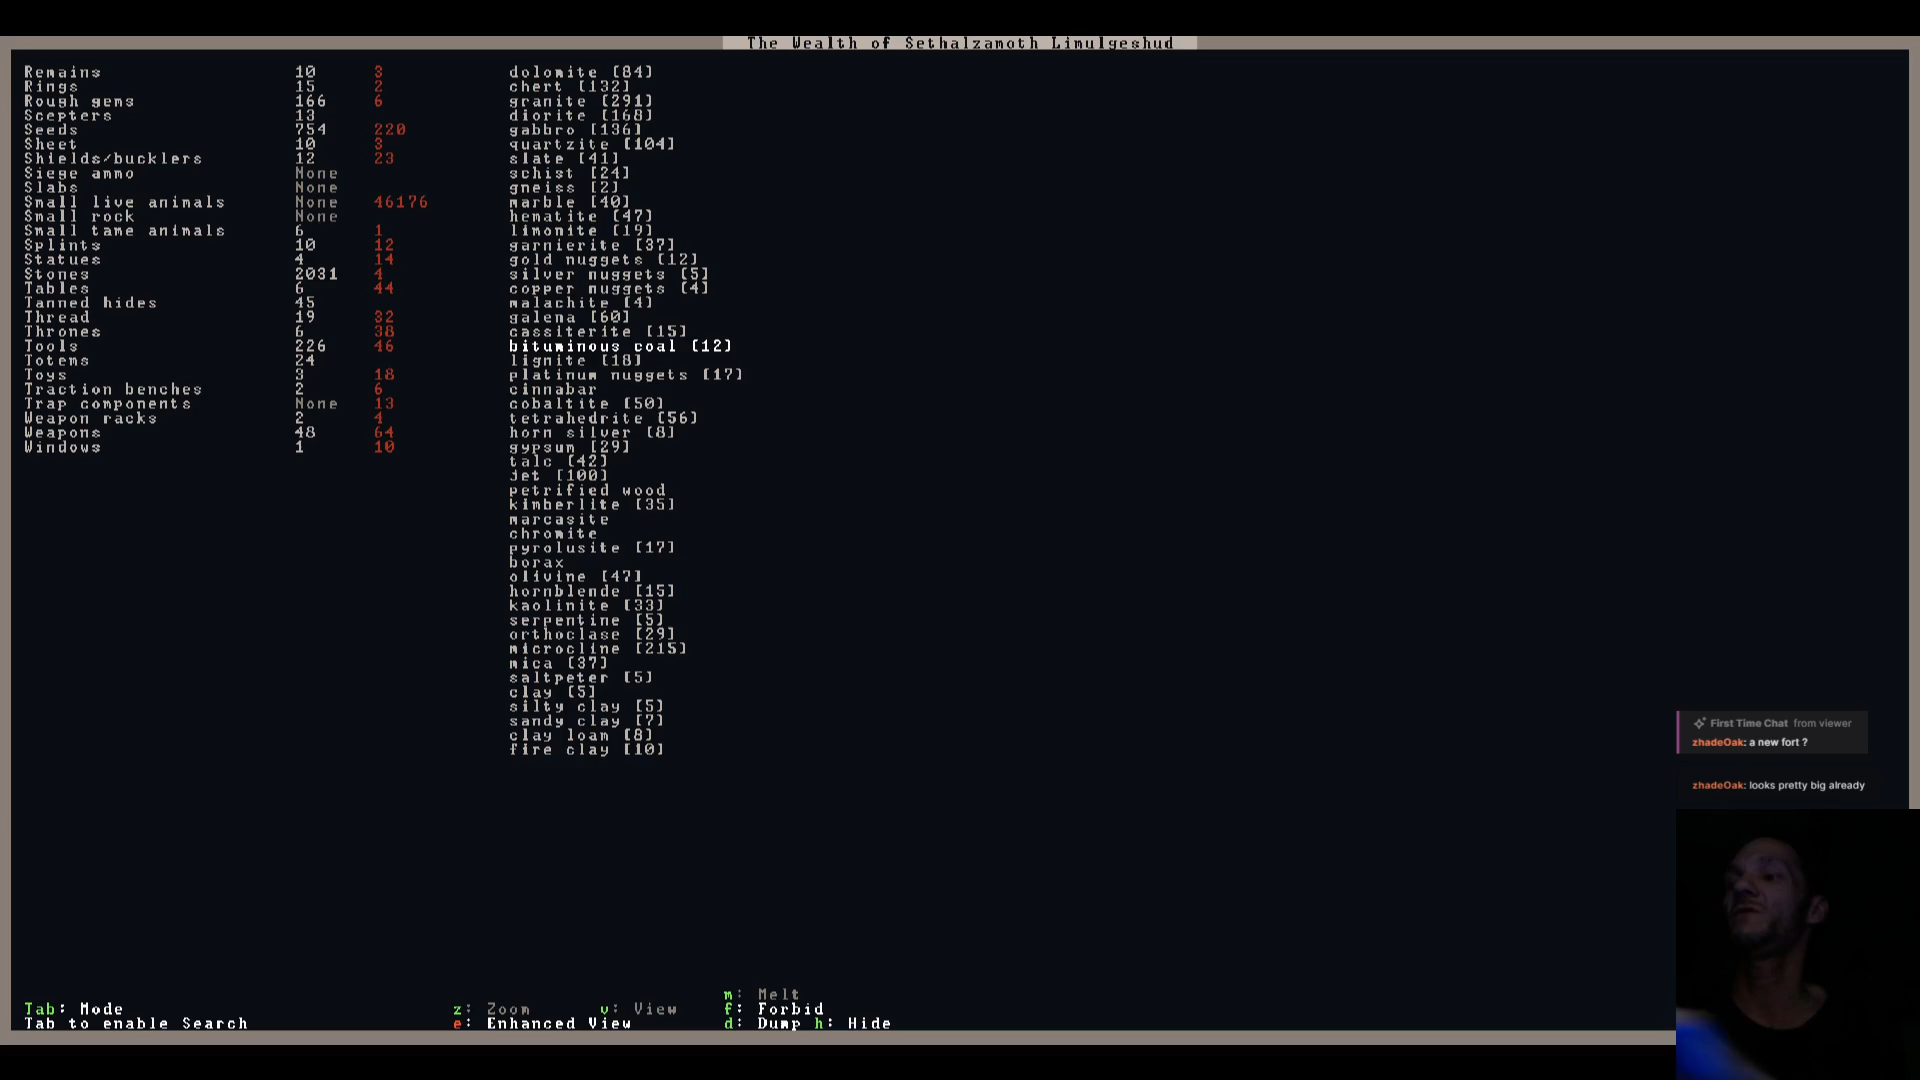 The Wealth of Sethalzamoth Limulgeshud
Remains 10 3
Rings 15 2
Rough gems 166 6
Scepters 13
Seeds 754 220
Sheet 10 3
Shields/bucklers 12 23
Siege ammo None
Slabs None
Small live animals None 46176
Small rock None
Small tame animals 6 1
Splints 10 12
Statues 4 14
Stones 2031 4
Tables 6 44
Tanned hides 45
Thread 19 32
Thrones 6 38
Tools 226 46
Totems 24
Toys 3 18
Traction benches 2 6
Trap components None 13
Weapon racks 2 4
Weapons 48 64
Windows 1 10
dolomite [84]
chert [132]
granite [291]
diorite [168]
gabbro [136]
quartzite [104]
slate [41]
schist [24]
gneiss [2]
marble [40]
hematite [47]
limonite [19]
garnierite [37]
gold nuggets [12]
silver nuggets [5]
copper nuggets [4]
malachite [4]
galena [60]
cassiterite [15]
bituminous coal [12]
lignite [18]
platinum nuggets [17]
cinnabar
cobaltite [50]
tetrahedrite [56]
horn silver [8]
gypsum [29]
talc [42]
jet [100]
petrified wood
kimberlite [35]
marcasite
chromite
pyrolusite [17]
borax
olivine [47]
hornblende [15]
kaolinite [33]
serpentine [5]
orthoclase [29]
microcline [215]
mica [37]
saltpeter [5]
clay [5]
silty clay [5]
sandy clay [7]
clay loam [8]
fire clay [10]
First Time Chat from viewer
zhadeOak: a new fort ?
zhadeOak: looks pretty big already
m: Melt
Tab: Mode z: Zoom v: View f: Forbid
Tab to enable Search e: Enhanced View d: Dump h: Hide